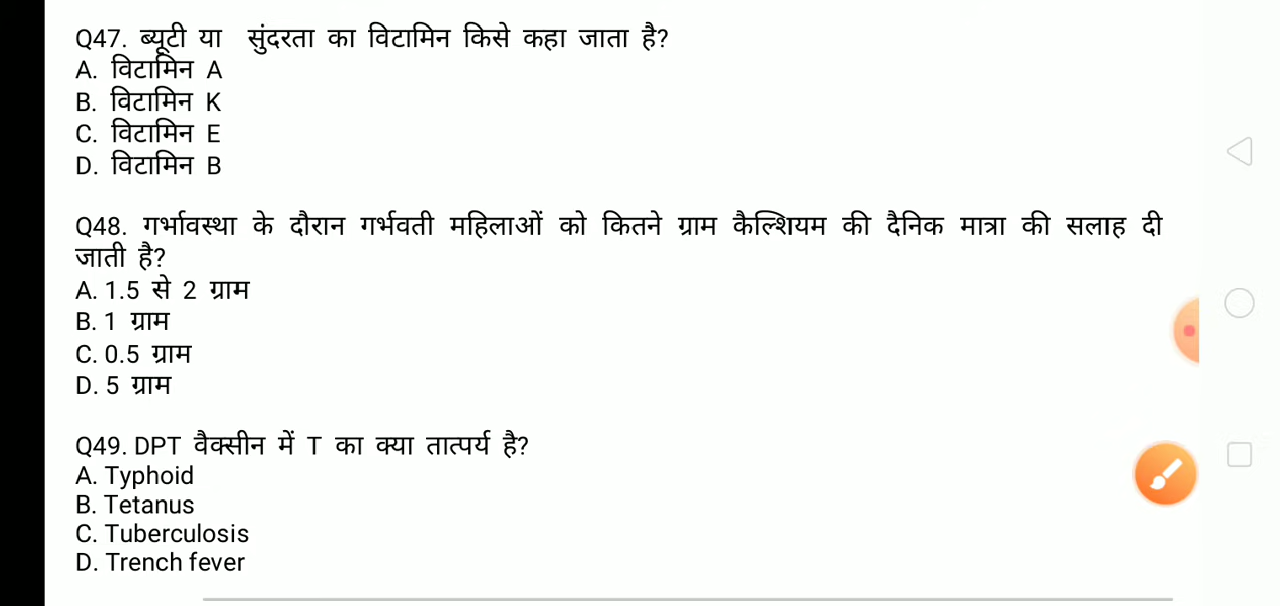 Q47. ब्यूटी या सुंदरता का विटामिन किसे कहा जाता है?
A. विटामिन A
B. विटामिन K
C. विटामिन E
D. विटामिन B
Q48. गर्भावस्था के दौरान गर्भवती महिलाओं को कितने ग्राम कैल्शियम की दैनिक मात्रा की सलाह दी
जाती है?
A. 1.5 से 2 ग्राम
B. 1 ग्राम
C. 0.5 ग्राम
D. 5 ग्राम
Q49. DPT वैक्सीन में T का क्या तात्पर्य है?
A. Typhoid
B. Tetanus
C. Tuberculosis
D. Trench fever